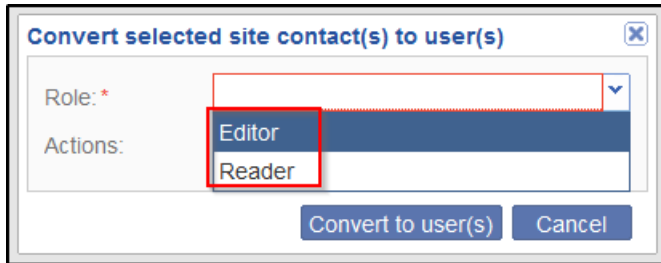 Convert selected site contact(s) to user(s)
Role:*
Editor
Actions:
Reader
Convert to user(s) Cancel